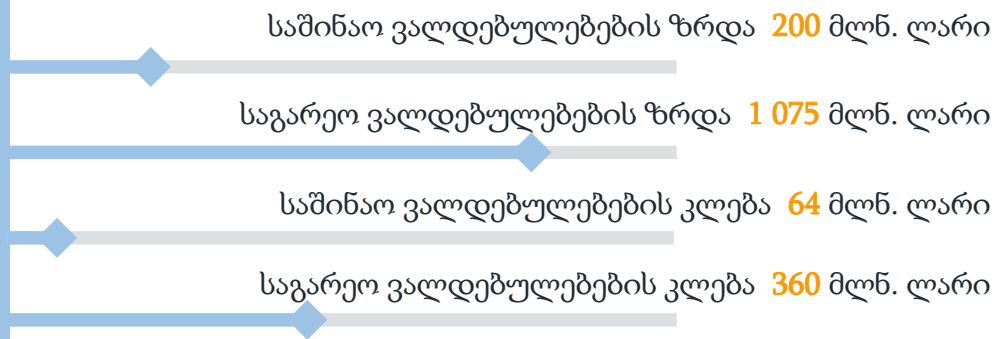 საშინაო ვალდებულებების ზრდა 200 მლნ. ლარი
საგარეო ვალდებულებების ზრდა 1 075 მლნ. ლარი
საშინაო ვალდებულებების კლება 64 მლნ. ლარი
საგარეო ვალდებულებების კლება 360 მლნ. ლარი